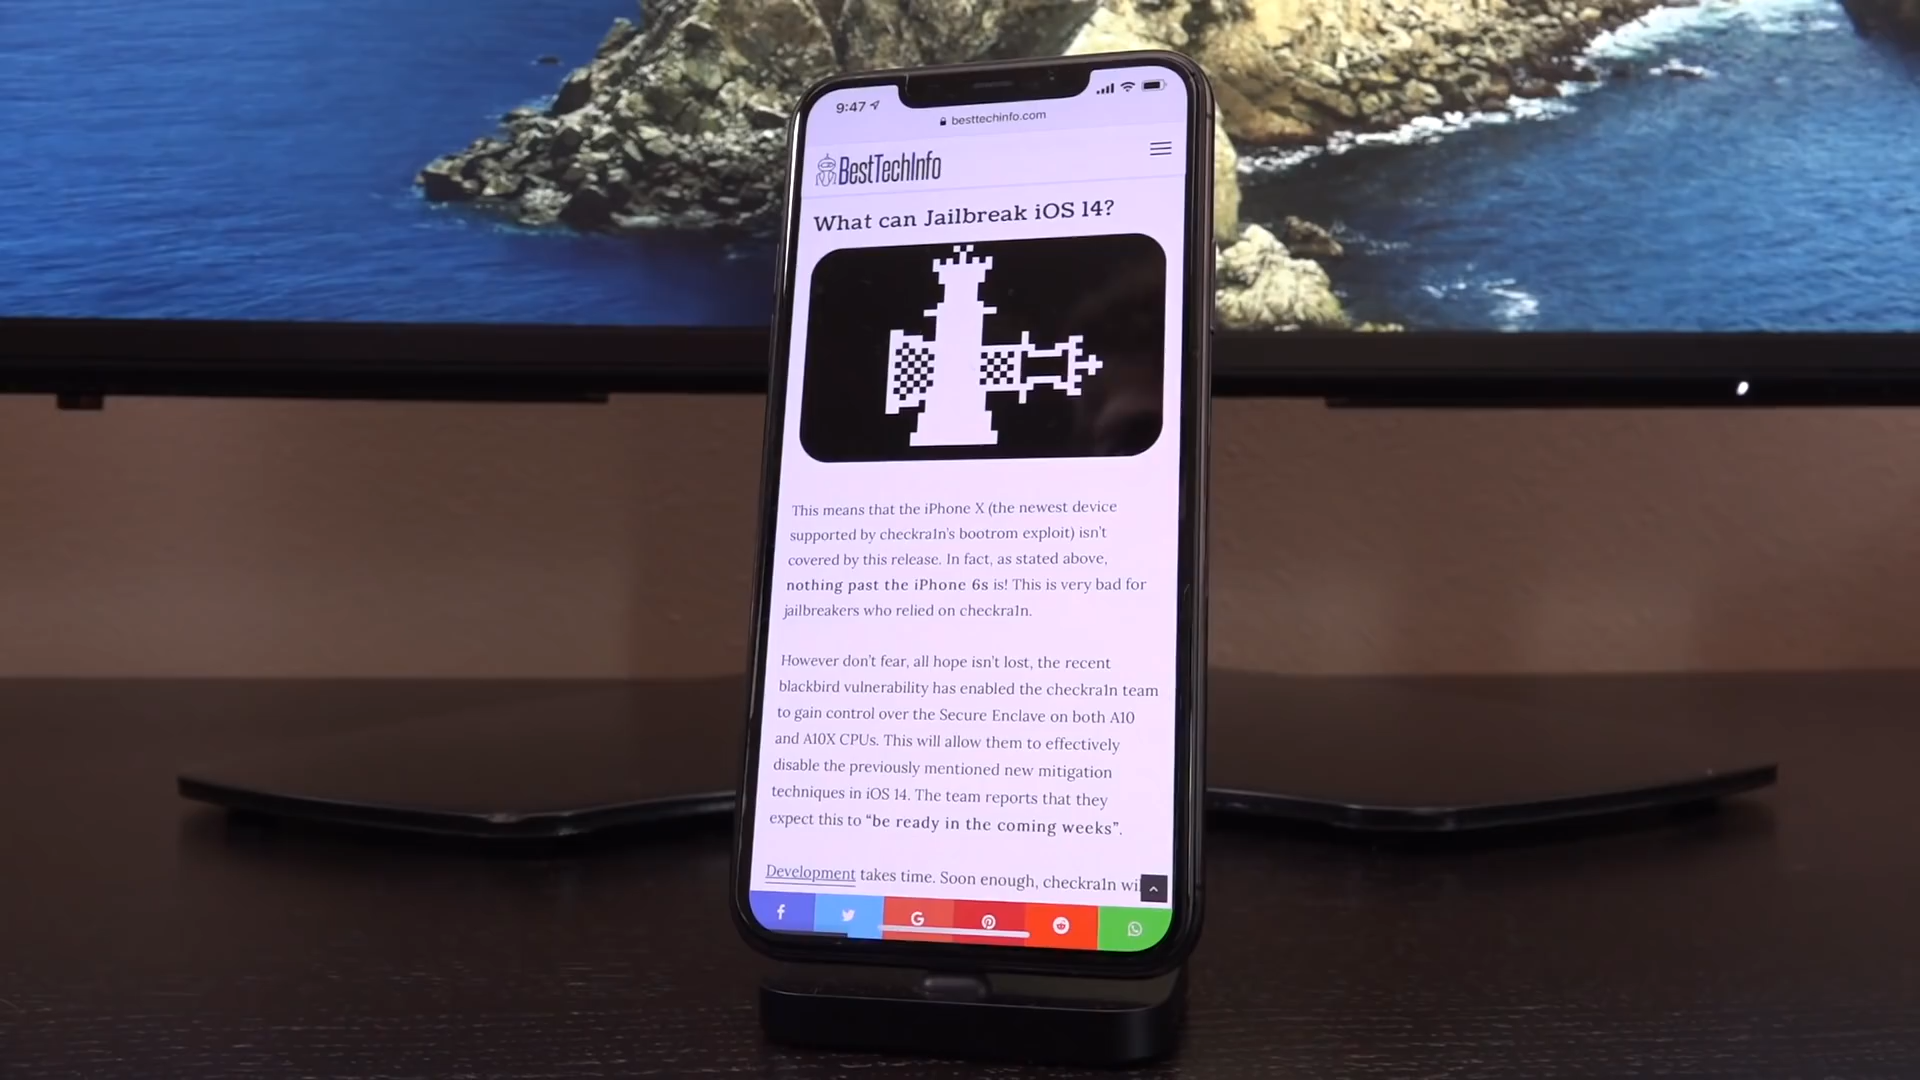 9:47
besttechinfo.com
BestTechInfo
What can Jailbreak iOS 14?
This means that the iPhone X (the newest device
supported by checkra1n's bootrom exploit) isn't
covered by this release. In fact, as stated above,
nothing past the iPhone 6s is! This is very bad for
jailbreakers who relied on checkra1n.
However don't fear, all hope isn't lost, the recent
blackbird vulnerability has enabled the checkra1n team
to gain control over the Secure Enclave on both A10
and A10X CPUs. This will allow them to effectively
disable the previously mentioned new mitigation
techniques in iOS 14. The team reports that they
expect this to “be ready in the coming weeks”.
Development takes time. Soon enough, checkra1n wi